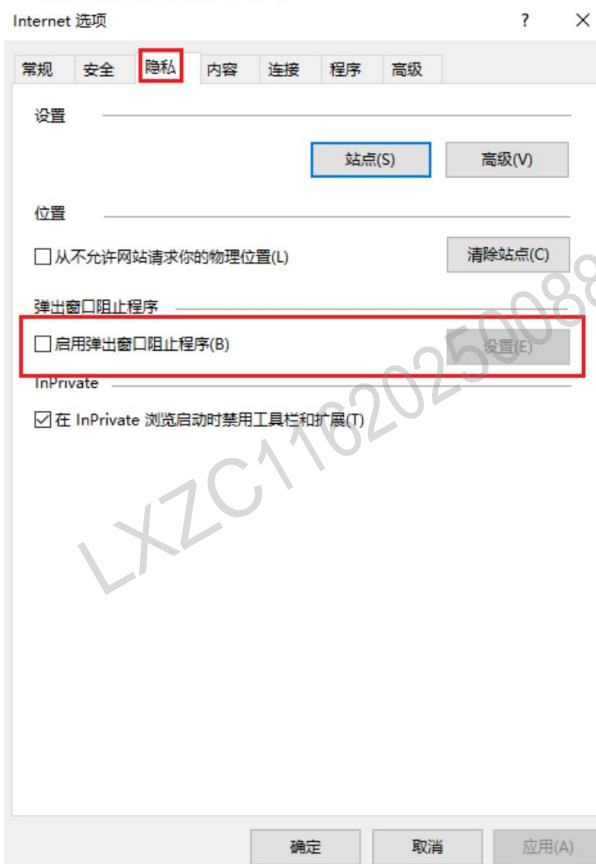 Internet 选项 ? ×
常规 安全 隐私 内容 连接 程序 高级
设置
站点(S) 高级(V)
位置
从不允许网站请求你的物理位置(L) 清除站点(C)
弹出窗口阻止程序
启用弹出窗口阻止程序(B) 设置(E)
InPrivate
在 InPrivate 浏览启动时禁用工具栏和扩展(T)
LXZC11620250088
确定 取消 应用(A)